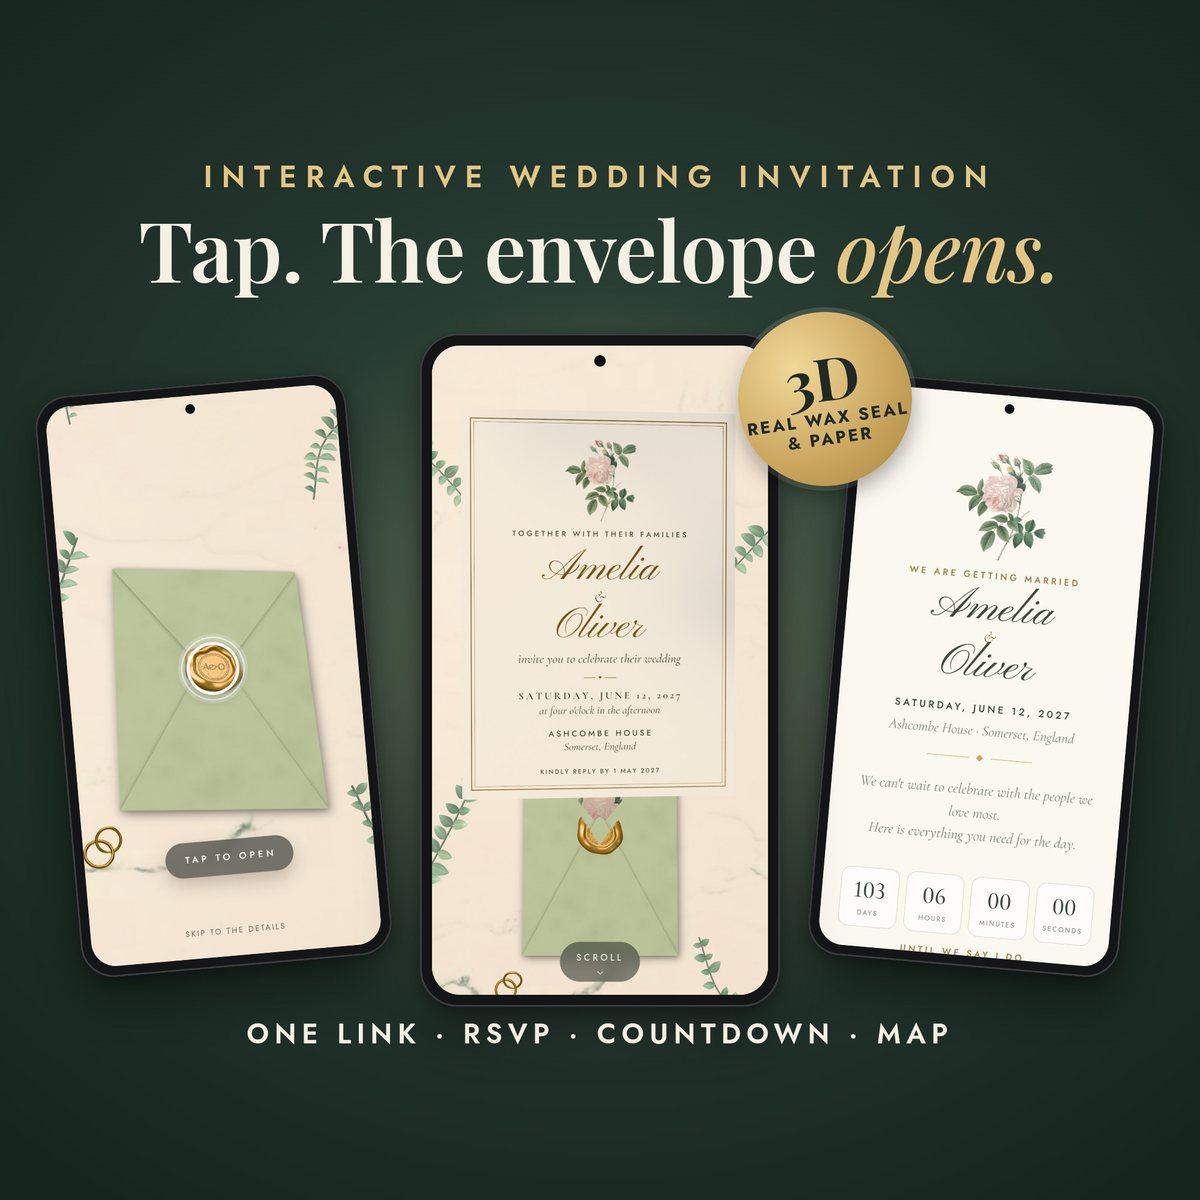 INTERACTIVE WEDDING INVITATION
Tap. The envelope opens.
3D
REAL WAX SEAL
& PAPER
A&O
TAP TO OPEN
SKIP TO THE DETAILS
TOGETHER WITH THEIR FAMILIES
Amelia
&
Oliver
invite you to celebrate their wedding
SATURDAY, JUNE 12, 2027
at four o'clock in the afternoon
ASHCOMBE HOUSE
Somerset, England
KINDLY REPLY BY 1 MAY 2027
SCROLL
WE ARE GETTING MARRIED
Amelia
&
Oliver
SATURDAY, JUNE 12, 2027
Ashcombe House · Somerset, England
We can't wait to celebrate with the people we
love most.
Here is everything you need for the day.
103 06 00 00
DAYS HOURS MINUTES SECONDS
UNTIL WE SAY I DO
ONE LINK · RSVP · COUNTDOWN · MAP